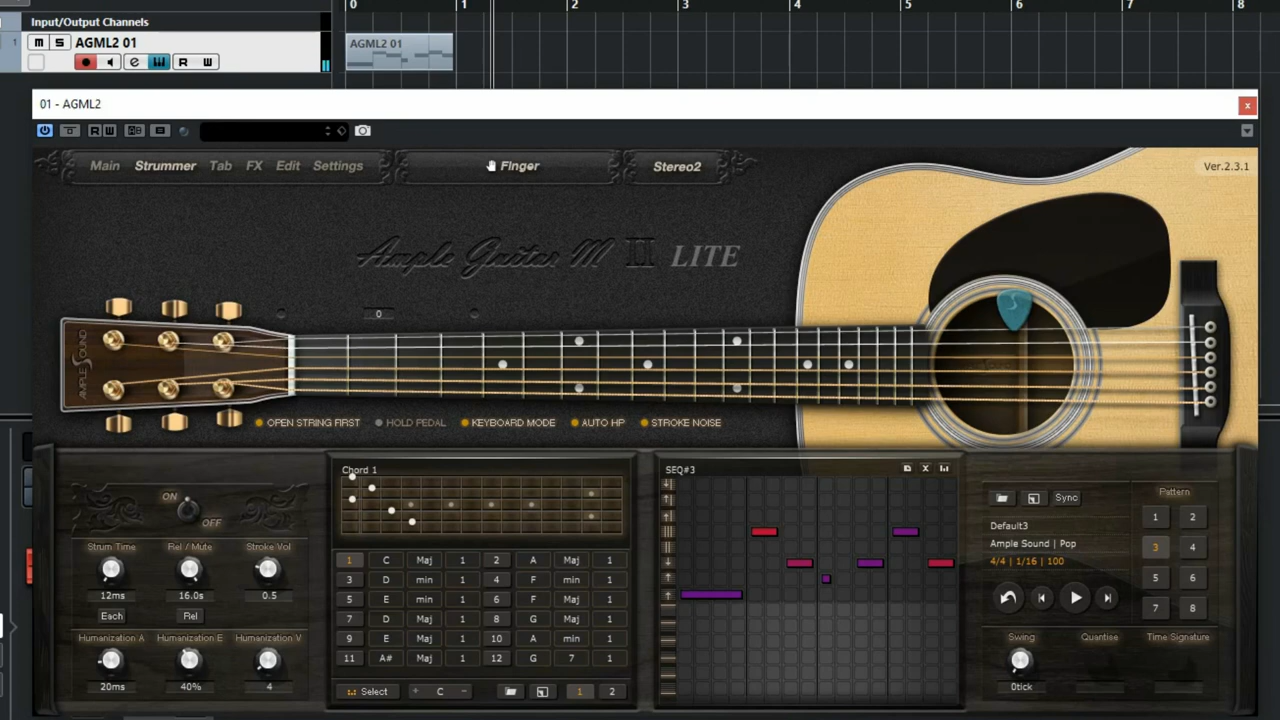 0 1 2 3 4 5 6 7 8
Input/Output Channels
1 M S AGML2 01
R W
AGML2 01
01 - AGML2
R W
Main Strummer Tab FX Edit Settings
Finger
Stereo2
Ver.2.3.1
Ample Guitar M II LITE
0
AMPLE SOUND
OPEN STRING FIRST HOLD PEDAL KEYBOARD MODE AUTO HP STROKE NOISE
ON
OFF
Strum Time Rel / Mute Stroke Vol
12ms 16.0s 0.5
Each Rel
Humanization A Humanization E Humanization V
20ms 40% 4
Chord 1
1 C Maj 1 2 A Maj 1
3 D min 1 4 F Maj 1
5 E min 1 6 F Maj 1
7 D Maj 1 8 G Maj 1
9 E Maj 1 10 A min 1
11 A# Maj 1 12 G 7 1
Select + C - 1 2
SEQ#3 X
Sync
Default3
Ample Sound | Pop
4/4 | 1/16 | 100
Pattern
1 2
3 4
5 6
7 8
Swing Quantise Time Signature
0tick